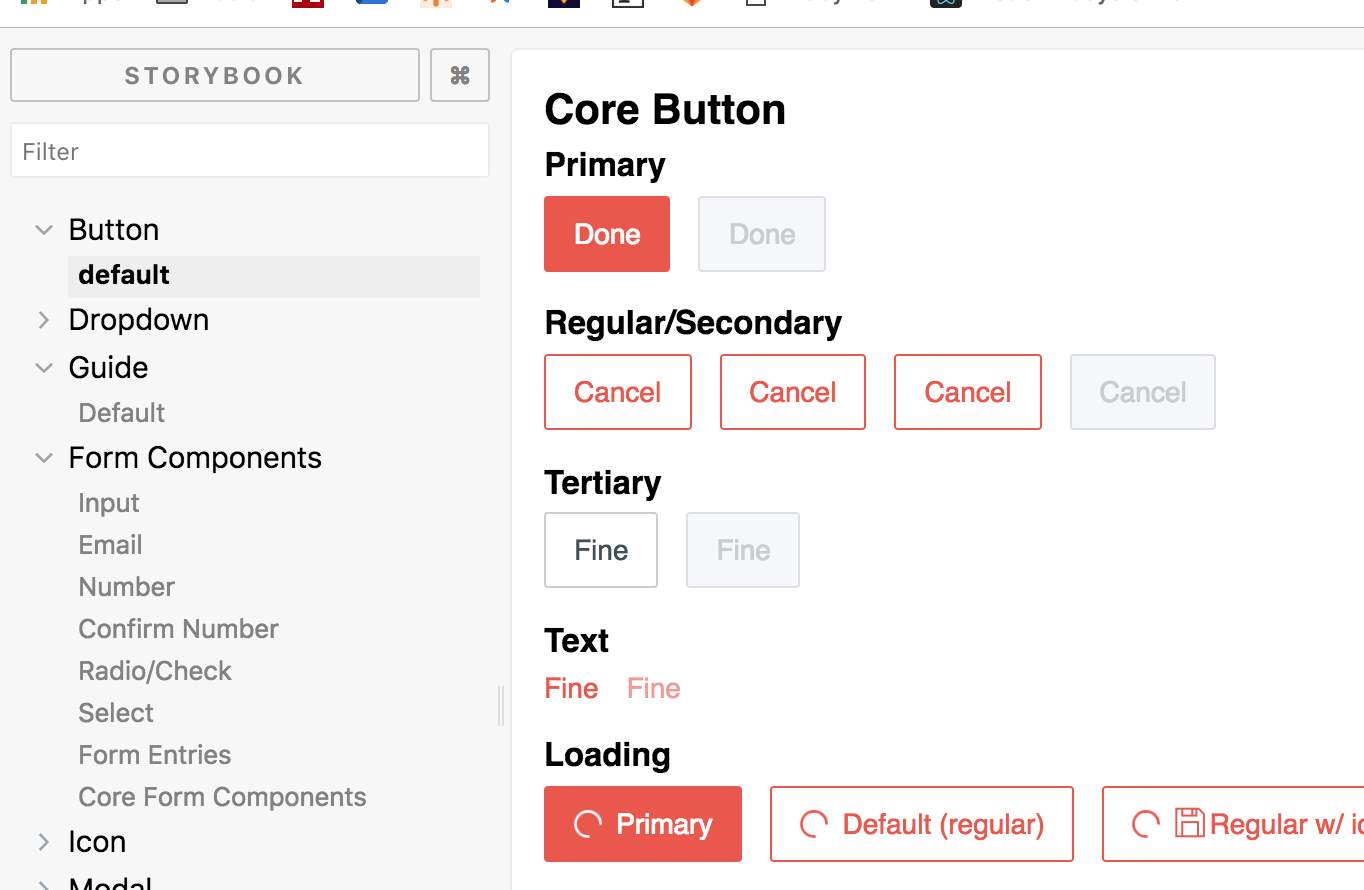 STORYBOOK ⌘
Filter
Button
default
Dropdown
Guide
Default
Form Components
Input
Email
Number
Confirm Number
Radio/Check
Select
Form Entries
Core Form Components
Icon
Modal
Core Button
Primary
Done Done
Regular/Secondary
Cancel Cancel Cancel Cancel
Tertiary
Fine Fine
Text
Fine Fine
Loading
Primary Default (regular) Regular w/